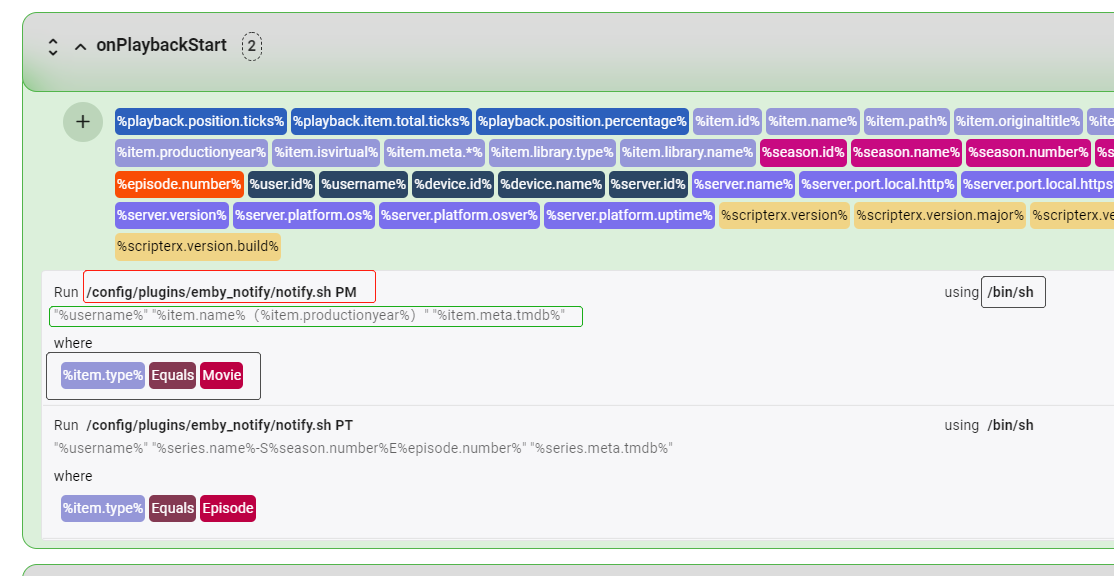 onPlaybackStart 2
+ %playback.position.ticks% %playback.item.total.ticks% %playback.position.percentage% %item.id% %item.name% %item.path% %item.originaltitle% %ite
%item.productionyear% %item.isvirtual% %item.meta.*% %item.library.type% %item.library.name% %season.id% %season.name% %season.number% %s
%episode.number% %user.id% %username% %device.id% %device.name% %server.id% %server.name% %server.port.local.http% %server.port.local.https
%server.version% %server.platform.os% %server.platform.osver% %server.platform.uptime% %scripterx.version% %scripterx.version.major% %scripterx.ve
%scripterx.version.build%
Run /config/plugins/emby_notify/notify.sh PM using /bin/sh
"%username%" "%item.name%（%item.productionyear%）" "%item.meta.tmdb%"
where
%item.type% Equals Movie
Run /config/plugins/emby_notify/notify.sh PT using /bin/sh
"%username%" "%series.name%-S%season.number%E%episode.number%" "%series.meta.tmdb%"
where
%item.type% Equals Episode